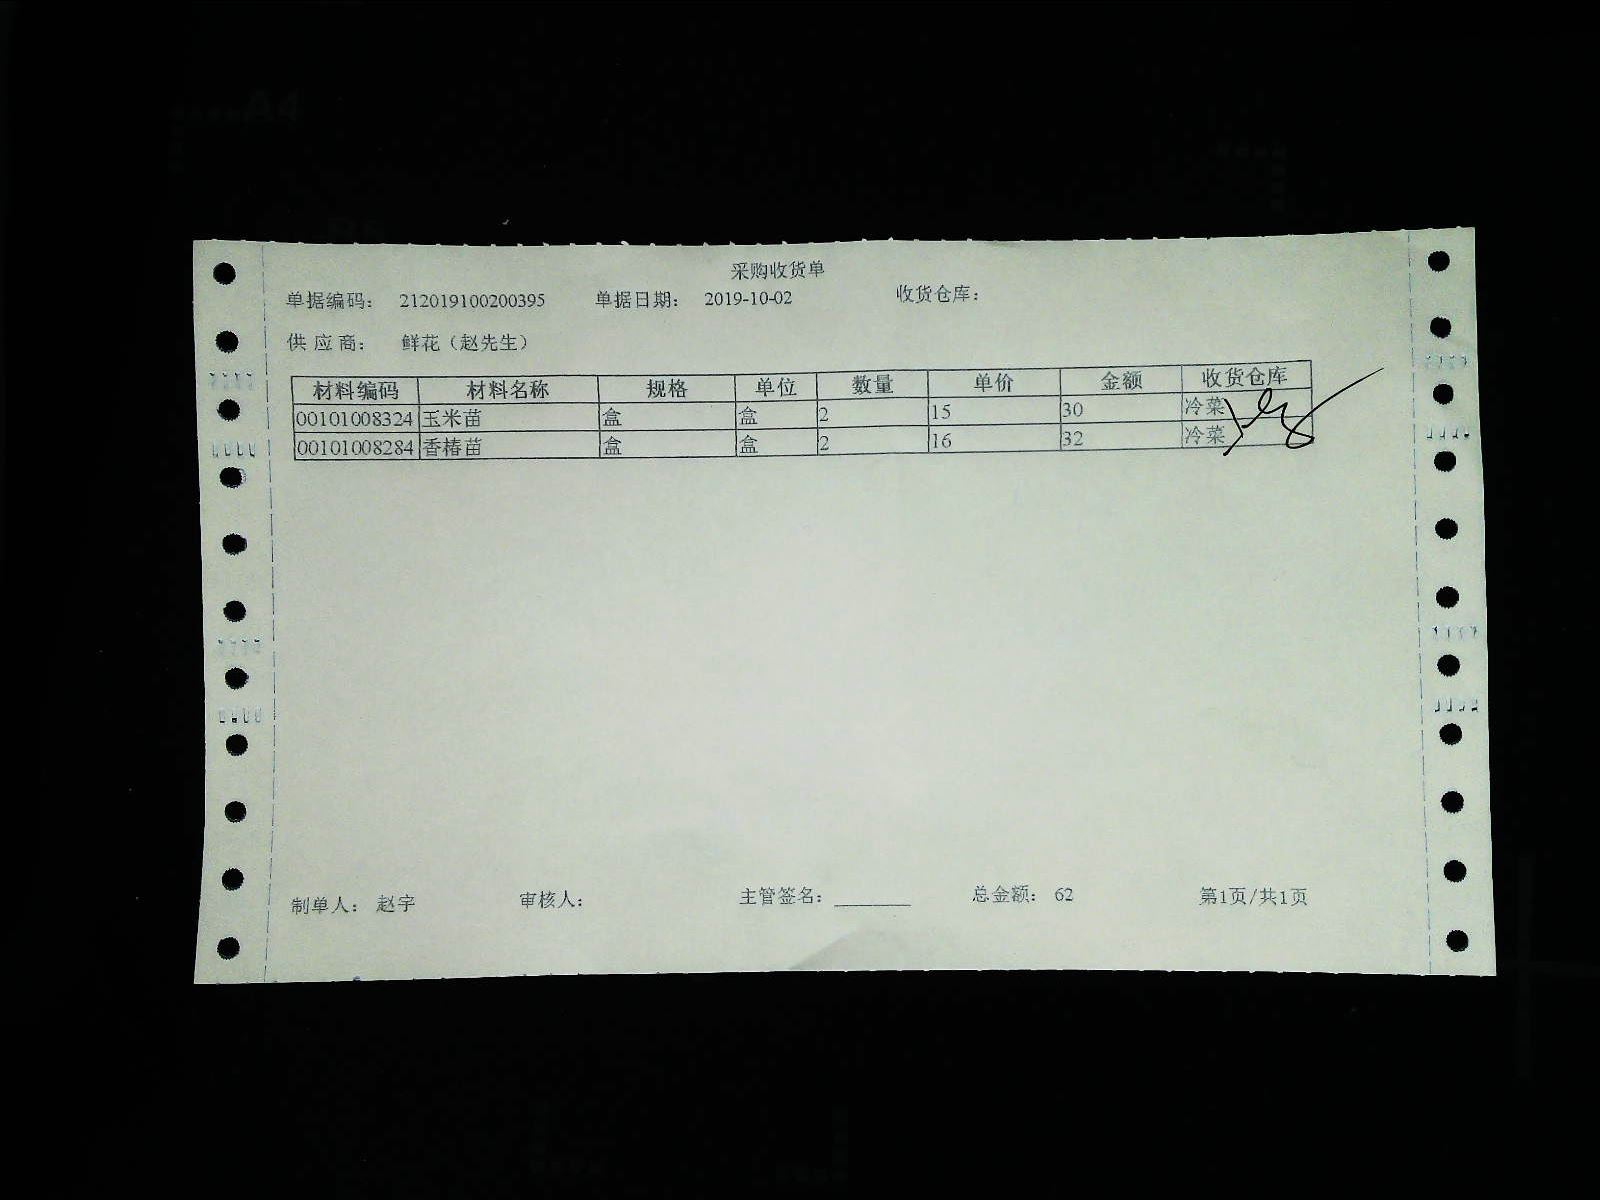 采购收货单
单据编码： 212019100200395 单据日期： 2019-10-02 收货仓库：
供 应 商： 鲜花（赵先生）
材料编码 材料名称 规格 单位 数量 单价 金额 收货仓库
00101008324 玉米苗 盒 盒 2 15 30 冷菜
00101008284 香椿苗 盒 盒 2 16 32 冷菜
制单人： 赵宇 审核人： 主管签名： ________ 总金额： 62 第1页/共1页